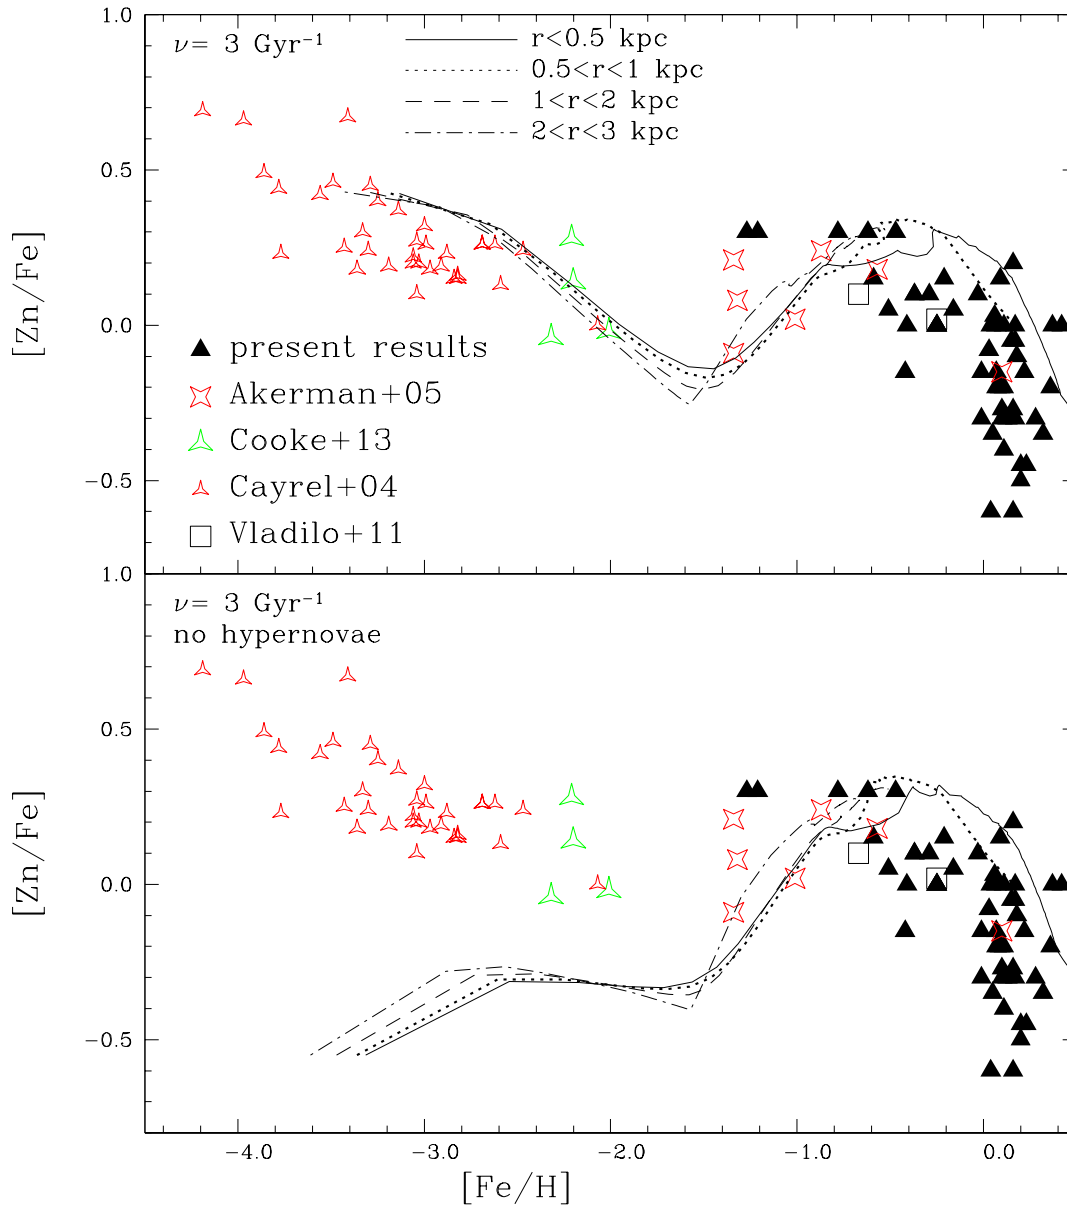 1.0
ν= 3 Gyr⁻¹
r<0.5 kpc
0.5<r<1 kpc
1<r<2 kpc
2<r<3 kpc
0.5
[Zn/Fe]
0.0
present results
Akerman+05
Cooke+13
Cayrel+04
Vladilo+11
−0.5
1.0
ν= 3 Gyr⁻¹
no hypernovae
0.5
[Zn/Fe]
0.0
−0.5
−4.0 −3.0 −2.0 −1.0 0.0
[Fe/H]